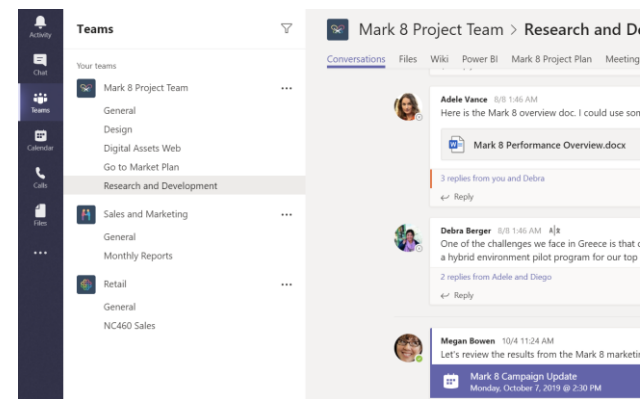 Activity
Chat
Teams
Calendar
Calls
Files
Teams
Your teams
Mark 8 Project Team
General
Design
Digital Assets Web
Go to Market Plan
Research and Development
Sales and Marketing
General
Monthly Reports
Retail
General
NC460 Sales
Mark 8 Project Team > Research and De
Conversations Files Wiki Power BI Mark 8 Project Plan Meeting
Adele Vance 8/8 1:46 AM
Here is the Mark 8 overview doc. I could use som
Mark 8 Performance Overview.docx
3 replies from you and Debra
Reply
Debra Berger 8/8 1:46 AM
One of the challenges we face in Greece is that
a hybrid environment pilot program for our top
2 replies from Adele and Diego
Reply
Megan Bowen 10/4 11:24 AM
Let's review the results from the Mark 8 marketin
Mark 8 Campaign Update
Monday, October 7, 2019 @ 2:30 PM